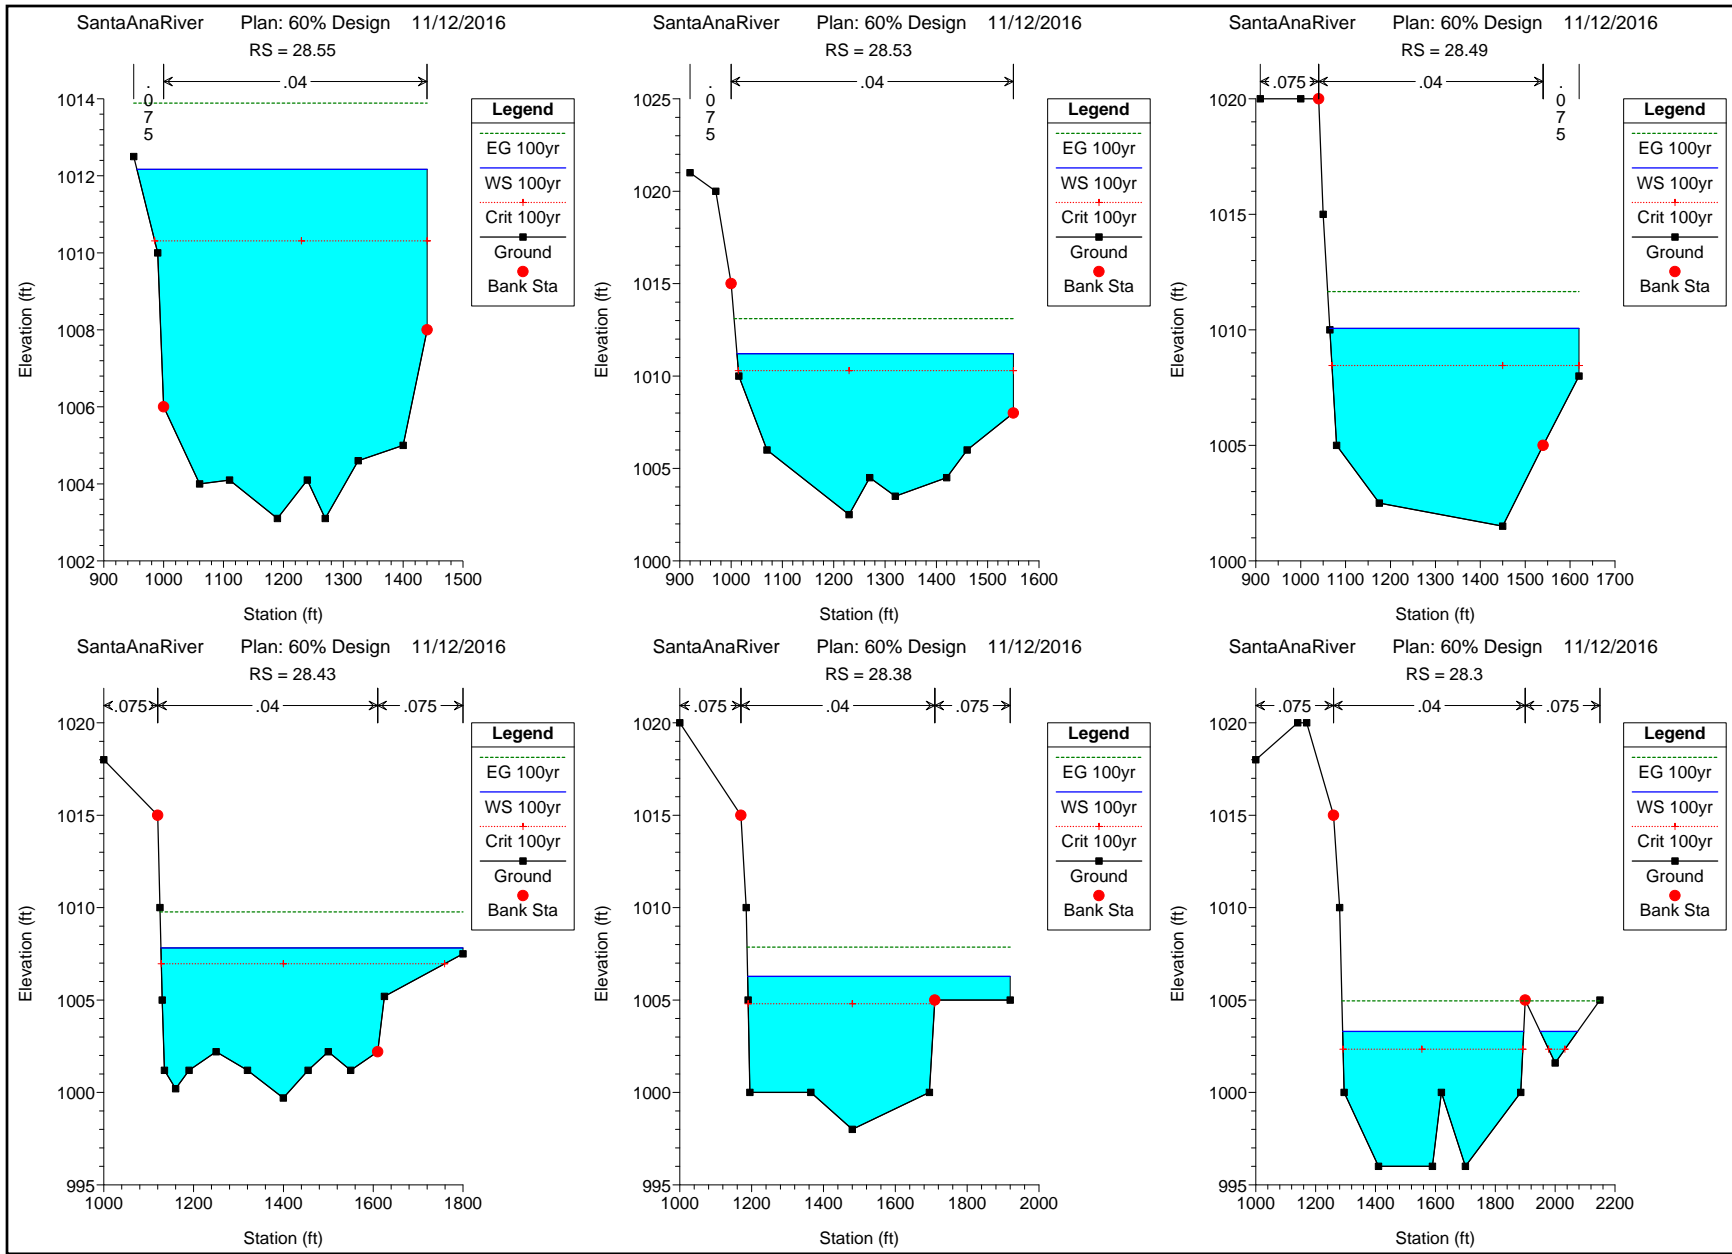 SantaAnaRiver Plan: 60% Design 11/12/2016
RS = 28.55
.04
.075
1014
1012
1010
1008
1006
1004
1002
Elevation (ft)
900 1000 1100 1200 1300 1400 1500
Station (ft)
Legend
EG 100yr
WS 100yr
Crit 100yr
Ground
Bank Sta
SantaAnaRiver Plan: 60% Design 11/12/2016
RS = 28.53
.04
.075
1025
1020
1015
1010
1005
1000
Elevation (ft)
900 1000 1100 1200 1300 1400 1500 1600
Station (ft)
Legend
EG 100yr
WS 100yr
Crit 100yr
Ground
Bank Sta
SantaAnaRiver Plan: 60% Design 11/12/2016
RS = 28.49
.075 .04
.075
1020
1015
1010
1005
1000
Elevation (ft)
900 1000 1100 1200 1300 1400 1500 1600 1700
Station (ft)
Legend
EG 100yr
WS 100yr
Crit 100yr
Ground
Bank Sta
SantaAnaRiver Plan: 60% Design 11/12/2016
RS = 28.43
.075 .04 .075
1020
1015
1010
1005
1000
995
Elevation (ft)
1000 1200 1400 1600 1800
Station (ft)
Legend
EG 100yr
WS 100yr
Crit 100yr
Ground
Bank Sta
SantaAnaRiver Plan: 60% Design 11/12/2016
RS = 28.38
.075 .04 .075
1020
1015
1010
1005
1000
995
Elevation (ft)
1000 1200 1400 1600 1800 2000
Station (ft)
Legend
EG 100yr
WS 100yr
Crit 100yr
Ground
Bank Sta
SantaAnaRiver Plan: 60% Design 11/12/2016
RS = 28.3
.075 .04 .075
1020
1015
1010
1005
1000
995
Elevation (ft)
1000 1200 1400 1600 1800 2000 2200
Station (ft)
Legend
EG 100yr
WS 100yr
Crit 100yr
Ground
Bank Sta